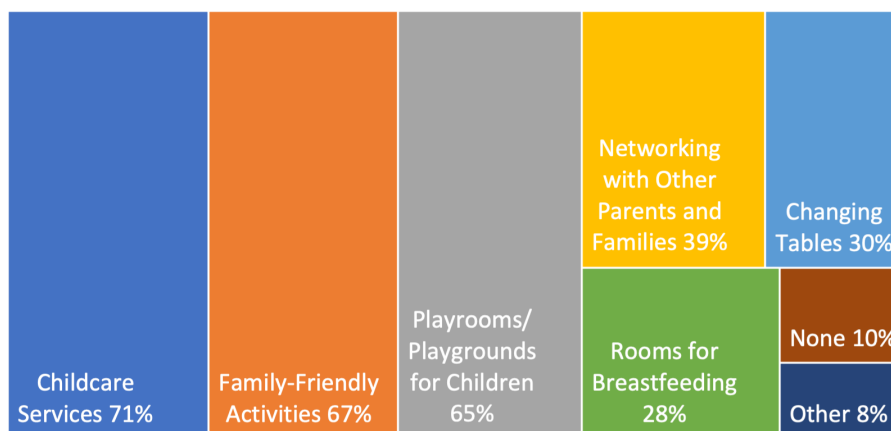 Childcare
Services 71%
Family-Friendly
Activities 67%
Playrooms/
Playgrounds
for Children
65%
Networking
with Other
Parents and
Families 39%
Changing
Tables 30%
Rooms for
Breastfeeding
28%
None 10%
Other 8%